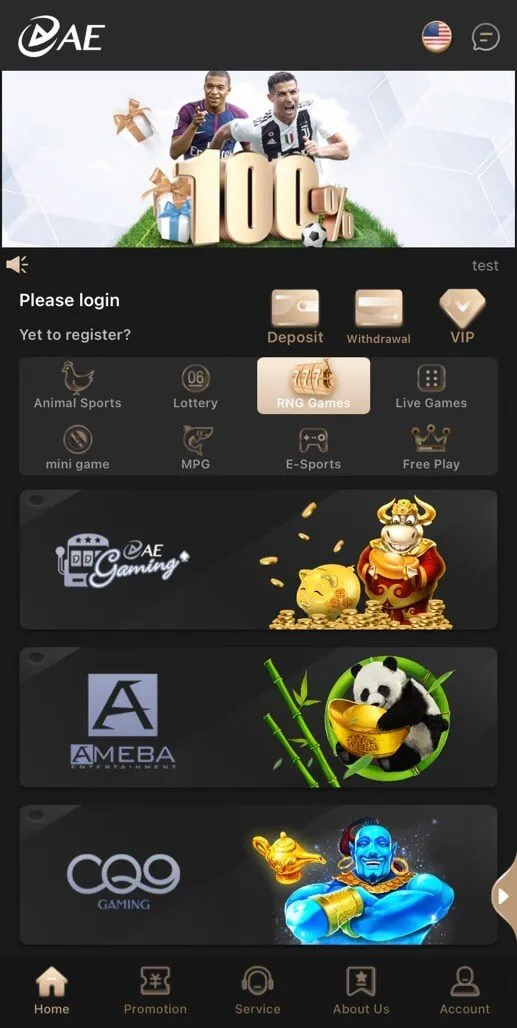 AE
100%
test
Please login
Deposit
Withdrawal
VIP
Yet to register?
Animal Sports
06
Lottery
777
RNG Games
Live Games
mini game
MPG
E-Sports
Free Play
AE
Gaming
A
AMEBA
ENTERTAINMENT
CQ9
GAMING
Home
Promotion
Service
About Us
Account